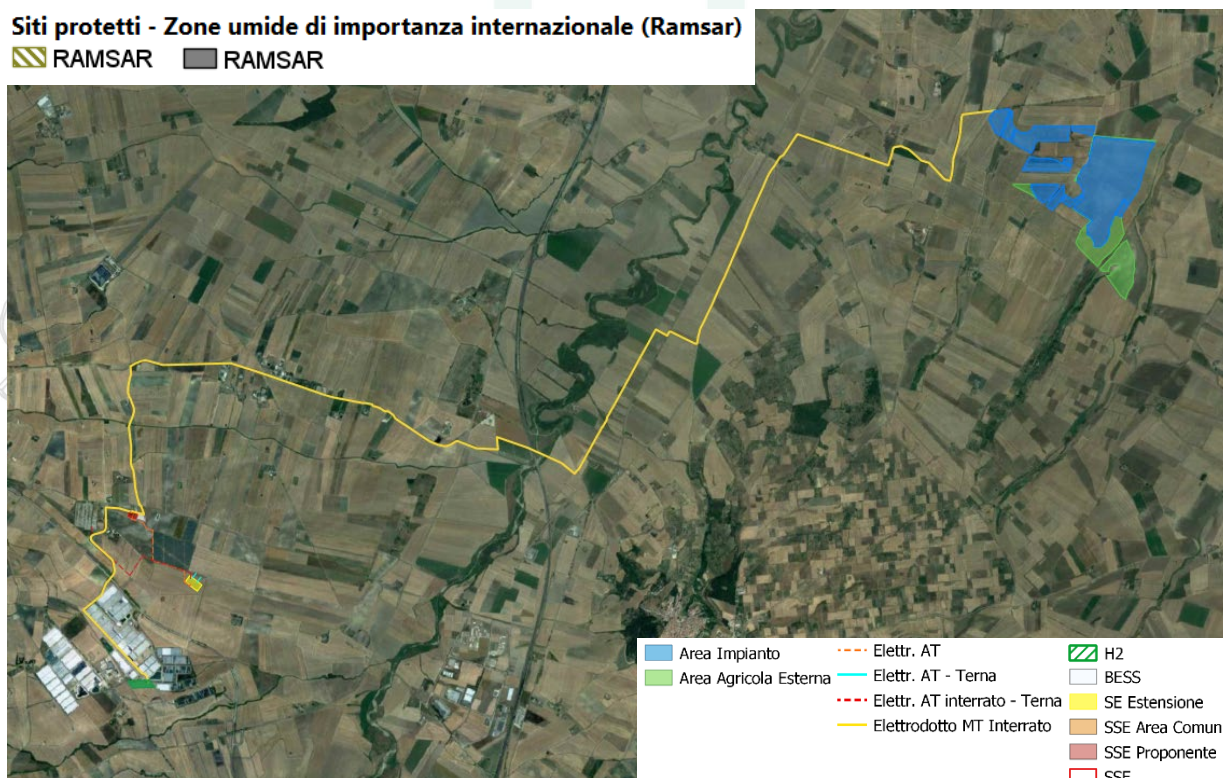 Siti protetti - Zone umide di importanza internazionale (Ramsar)
RAMSAR RAMSAR
Area Impianto
Area Agricola Esterna
Elettr. AT
Elettr. AT - Terna
Elettr. AT interrato - Terna
Elettrodotto MT Interrato
H2
BESS
SE Estensione
SSE Area Comun
SSE Proponente
SSE